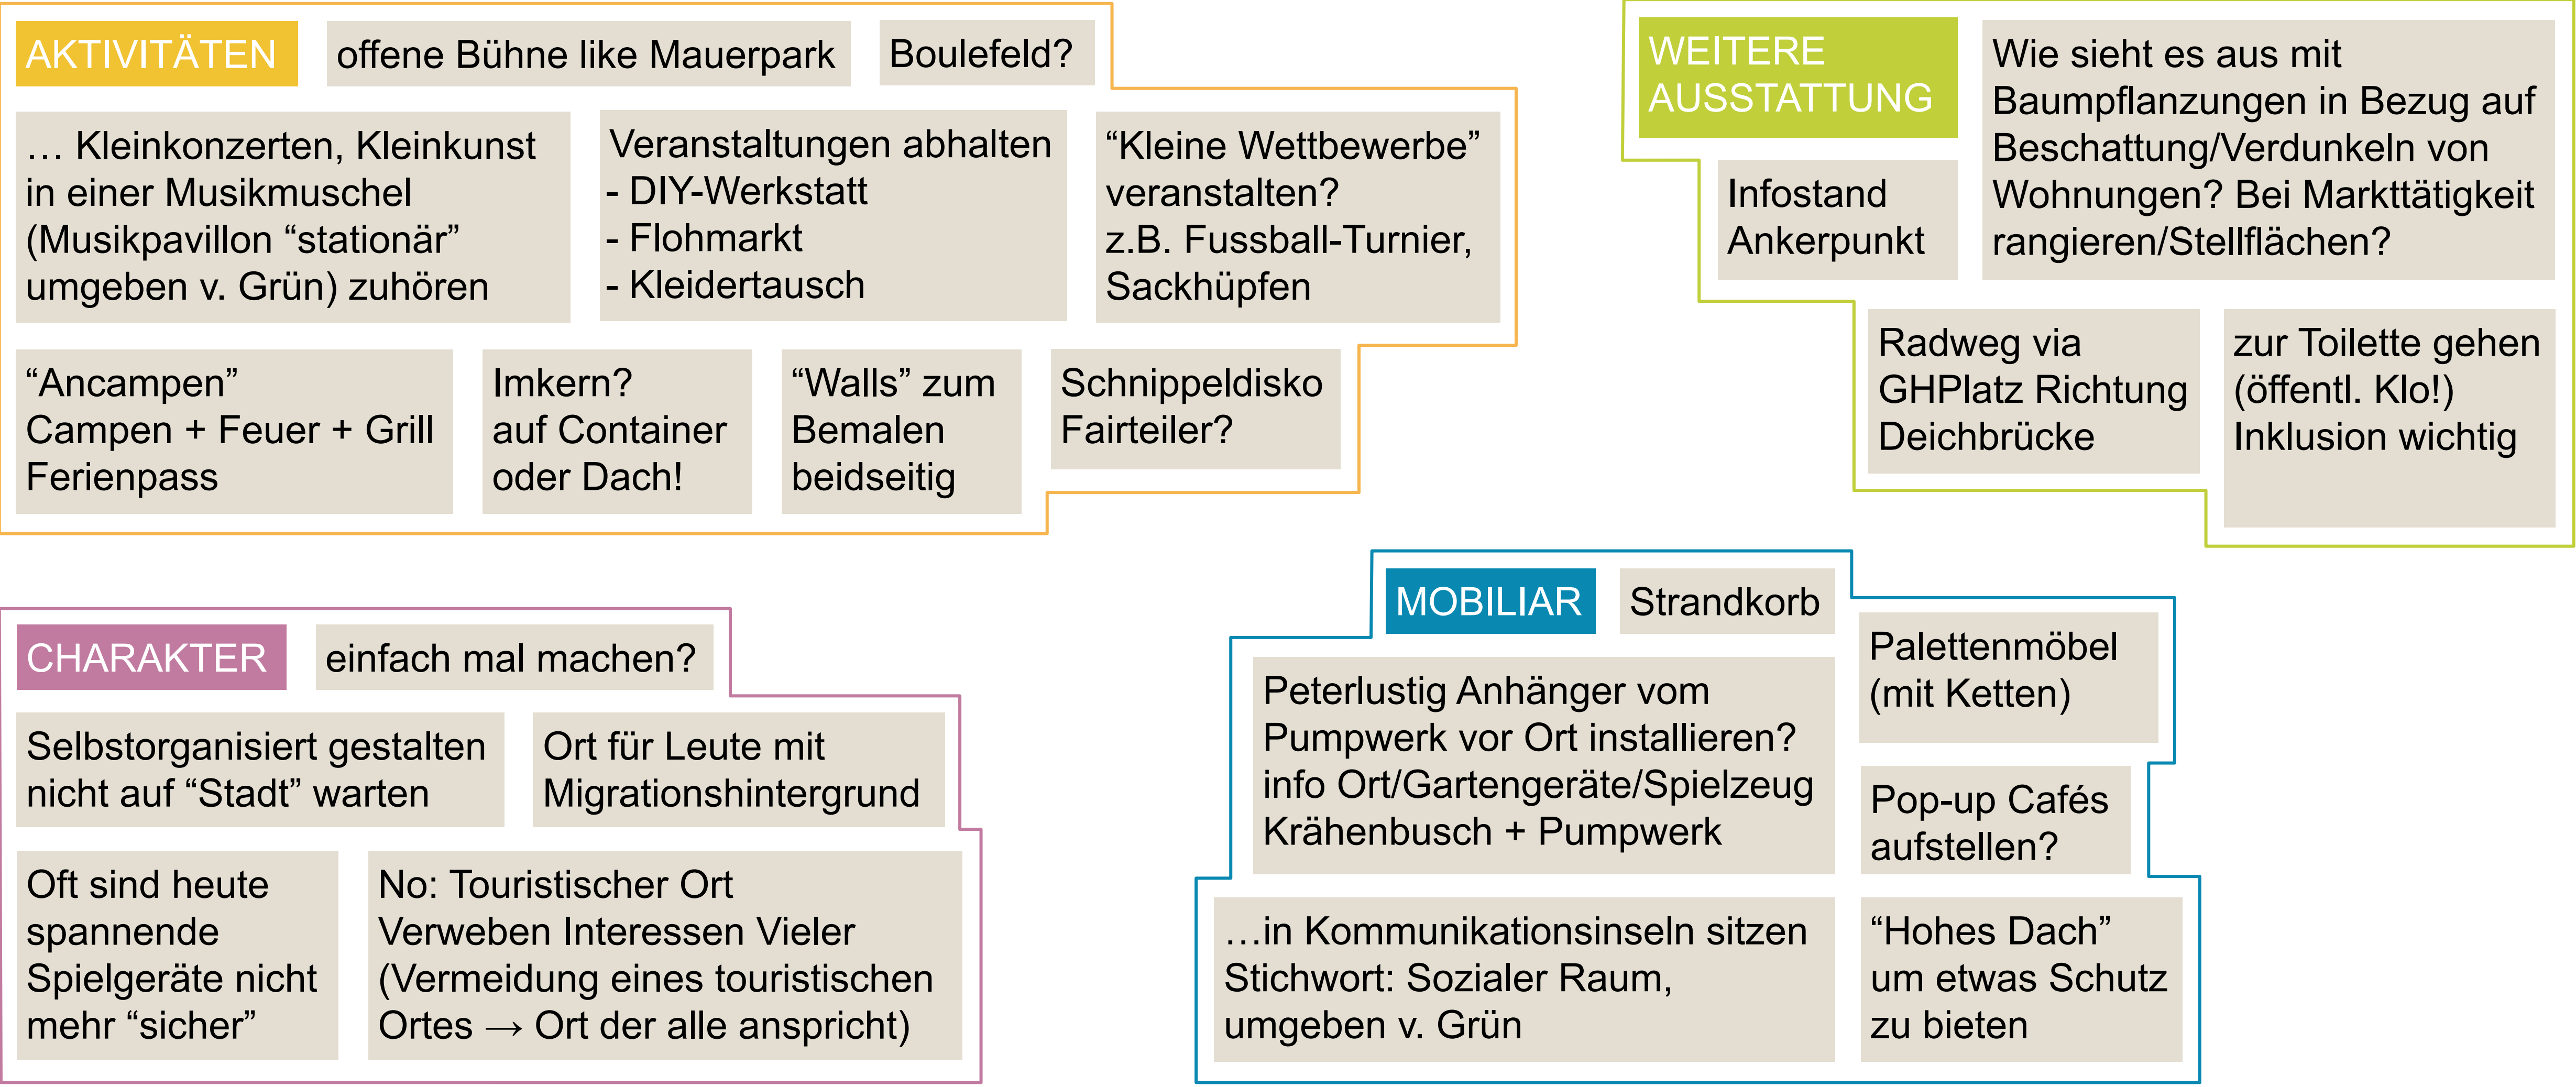 AKTIVITÄTEN
offene Bühne like Mauerpark
Boulefeld?
… Kleinkonzerten, Kleinkunst
in einer Musikmuschel
(Musikpavillon “stationär”
umgeben v. Grün) zuhören
Veranstaltungen abhalten
- DIY-Werkstatt
- Flohmarkt
- Kleidertausch
“Kleine Wettbewerbe”
veranstalten?
z.B. Fussball-Turnier,
Sackhüpfen
“Ancampen”
Campen + Feuer + Grill
Ferienpass
Imkern?
auf Container
oder Dach!
“Walls” zum
Bemalen
beidseitig
Schnippeldisko
Fairteiler?
WEITERE
AUSSTATTUNG
Wie sieht es aus mit
Baumpflanzungen in Bezug auf
Beschattung/Verdunkeln von
Wohnungen? Bei Markttätigkeit
rangieren/Stellflächen?
Infostand
Ankerpunkt
Radweg via
GHPlatz Richtung
Deichbrücke
zur Toilette gehen
(öffentl. Klo!)
Inklusion wichtig
CHARAKTER
einfach mal machen?
Selbstorganisiert gestalten
nicht auf “Stadt” warten
Ort für Leute mit
Migrationshintergrund
Oft sind heute
spannende
Spielgeräte nicht
mehr “sicher”
No: Touristischer Ort
Verweben Interessen Vieler
(Vermeidung eines touristischen
Ortes → Ort der alle anspricht)
MOBILIAR
Strandkorb
Peterlustig Anhänger vom
Pumpwerk vor Ort installieren?
info Ort/Gartengeräte/Spielzeug
Krähenbusch + Pumpwerk
Palettenmöbel
(mit Ketten)
Pop-up Cafés
aufstellen?
…in Kommunikationsinseln sitzen
Stichwort: Sozialer Raum,
umgeben v. Grün
“Hohes Dach”
um etwas Schutz
zu bieten